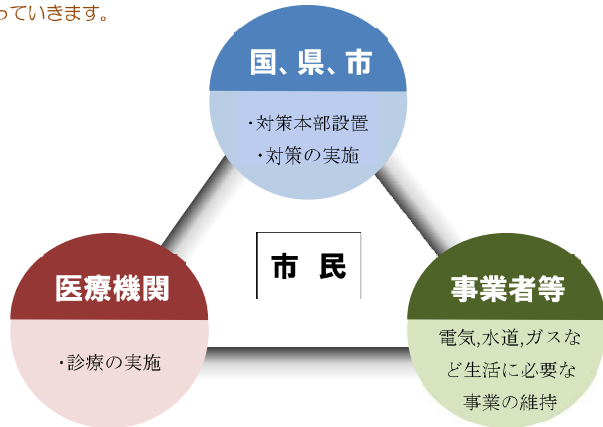 っていきます。
国、県、市
・対策本部設置
・対策の実施
市 民
医療機関
・診療の実施
事業者等
電気,水道,ガスな
ど生活に必要な
事業の維持